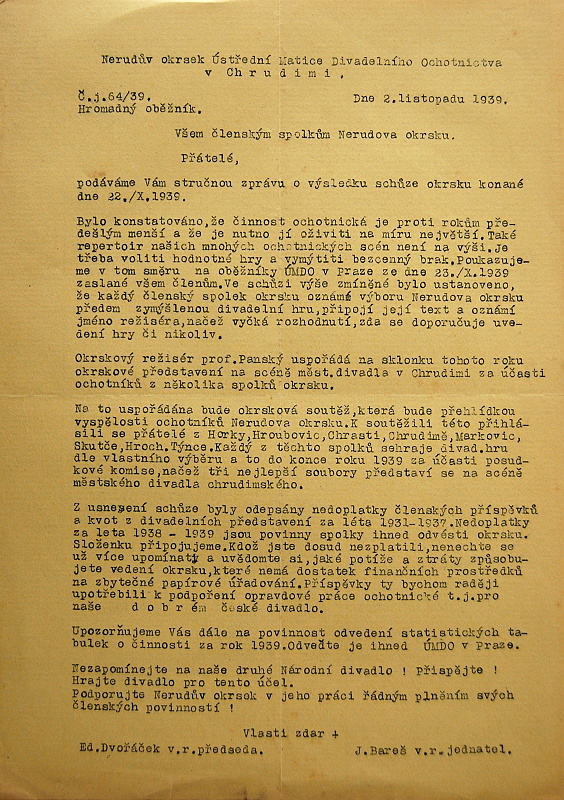 Nerudův okrsek Ústřední Matice Divadelního Ochotnictva
v Chrudimi.
Č.j.64/39. Dne 2.listopadu 1939.
Hromadný oběžník.
Všem členským spolkům Nerudova okrsku.
Přátelé,
podáváme Vám stručnou zprávu o výsledku schůze okrsku konané
dne 22./X.1939.
Bylo konstatováno,že činnost ochotnická je proti rokům pře-
dešlým menší a že je nutno jí oživiti na míru největší.Také
repertoir našich mnohých ochotnických scén není na výši.Je
třeba voliti hodnotné hry a vymýtiti bezcenný brak.Poukazuje-
me v tom směru na oběžníky ÚMDO v Praze ze dne 23./X.1939
zaslané všem členům.Ve schůzi výše zmíněné bylo ustanoveno,
že každý členský spolek okrsku oznámí výboru Nerudova okrsku
předem zymýšlenou divadelní hru,připojí její text a oznámí
jméno režiséra,načež vyčká rozhodnutí,zda se doporučuje uve-
dení hry či nikoliv.
Okrskový režisér prof.Panský uspořádá na sklonku tohoto roku
okrskové představení na scéně měst.divadla v Chrudimi za účasti
ochotníků z několika spolků okrsku.
Na to uspořádána bude okrsková soutěž,která bude přehlídkou
vyspělosti ochotníků Nerudova okrsku.K soutěžili této přihlá-
sili se přátelé z Horky,Hroubovic,Chrasti,Chrudimě,Markovic,
Skutče,Hroch.Týnce.Každý z těchto spolků sehraje divad.hru
dle vlastního výběru a to do konce roku 1939 za účasti posud-
kové komise,načež tři nejlepší soubory představí se na scéně
městského divadla chrudimského.
Z usnesení schůze byly odepsány nedoplatky členských příspěvků
a kvot z divadelních představení za léta 1931-1937.Nedoplatky
za leta 1938 - 1939 jsou povinny spolky ihned odvésti okrsku.
Složenku připojujeme.Kdož jste dosud nezplatili,nenechte se
už více upomínaty a uvědomte si,jaké potíže a ztráty způsobu-
jete vedení okrsku,které nemá dostatek finančních prostředků
na zbytečné papírové úřadování.Příspěvky ty bychom raději
upotřebili k podpoření opravdové práce ochotnické t.j.pro
naše d o b r é m české divadlo.
Upozorňujeme Vás dále na povinnost odvedení statistických ta-
bulek o činnosti za rok 1939.Odveďte je ihned ÚMDO v Praze.
Nezapomínejte na naše druhé Národní divadlo ! Přispějte !
Hrajte divadlo pro tento účel.
Podporujte Nerudův okrsek v jeho práci řádným plněním svých
členských povinností !
Vlasti zdar +
Ed.Dvořáček v.r.předseda. J.Bareš v.r.jednatel.